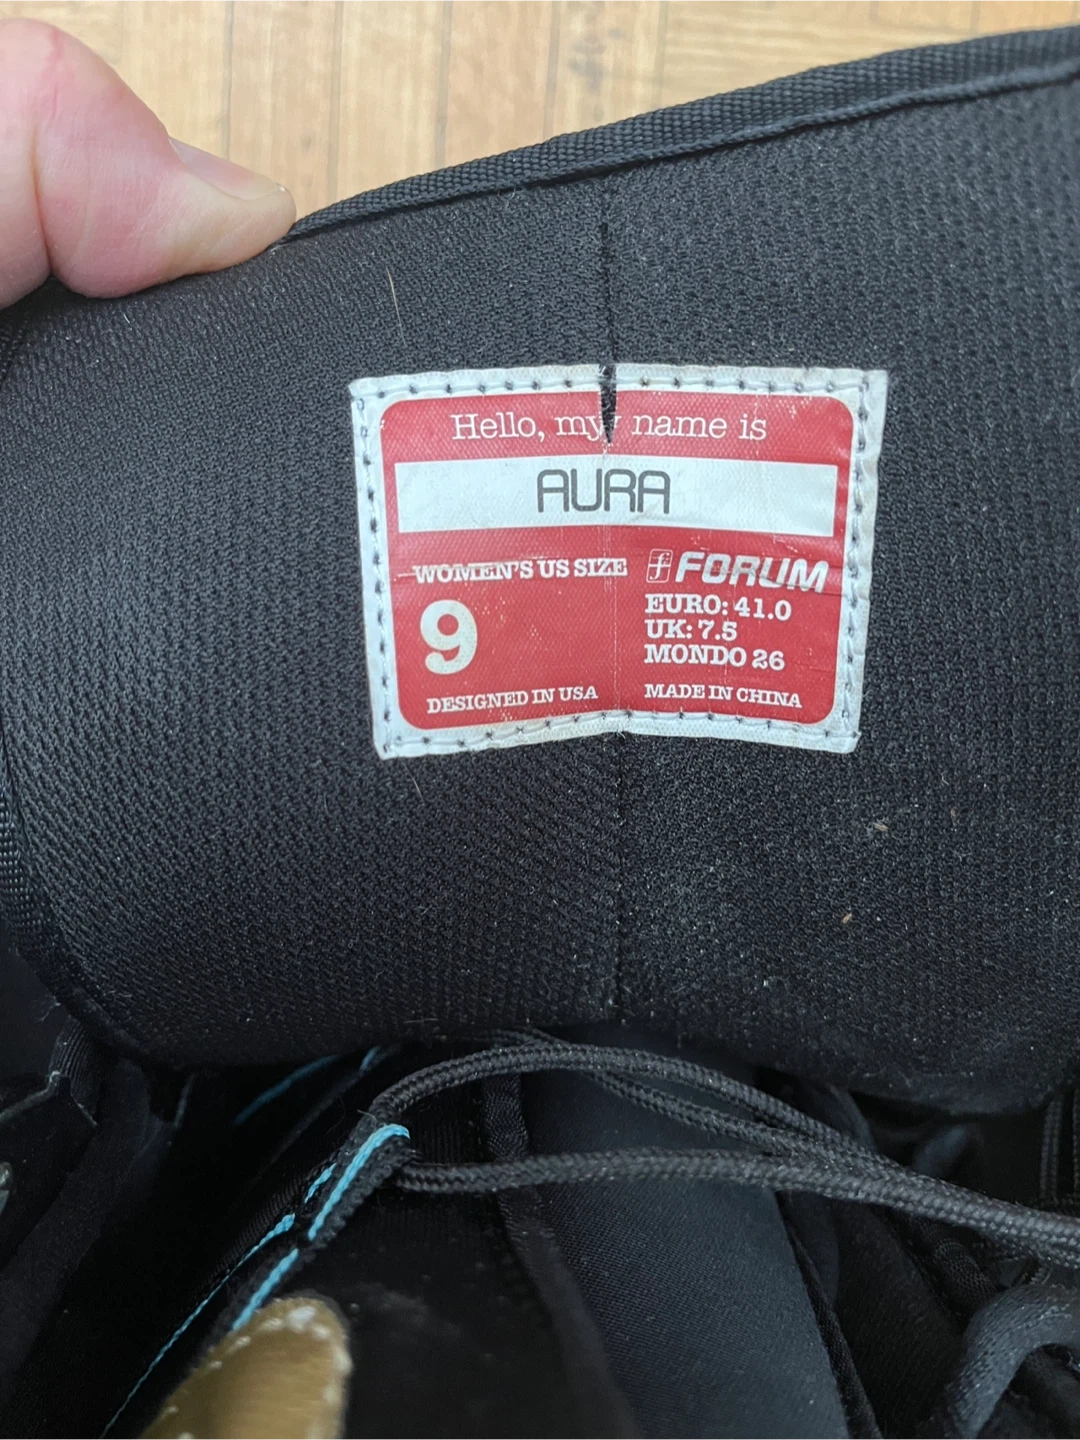 Hello, my name is
AURA
WOMEN'S US SIZE
9
DESIGNED IN USA
f FORUM
EURO: 41.0
UK: 7.5
MONDO 26
MADE IN CHINA